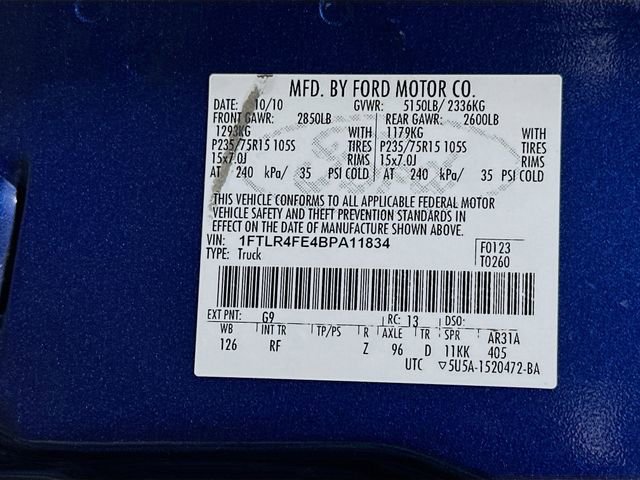 MFD. BY FORD MOTOR CO.
DATE: 10/10 GVWR: 5150LB/ 2336KG
FRONT GAWR: 2850LB REAR GAWR: 2600LB
1293KG WITH 1179KG WITH
P235/75R15 105S TIRES P235/75R15 105S TIRES
15x7.0J RIMS 15x7.0J RIMS
AT 240 kPa/ 35 PSI COLD AT 240 kPa/ 35 PSI COLD
THIS VEHICLE CONFORMS TO ALL APPLICABLE FEDERAL MOTOR
VEHICLE SAFETY AND THEFT PREVENTION STANDARDS IN
EFFECT ON THE DATE OF MANUFACTURE SHOWN ABOVE.
VIN: 1FTLR4FE4BPA11834 F0123
TYPE: Truck T0260
EXT PNT: G9 RC: 13 DSO:
WB INT TR TP/PS R AXLE TR SPR AR31A
126 RF Z 96 D 11KK 405
UTC ▽5U5A-1520472-BA